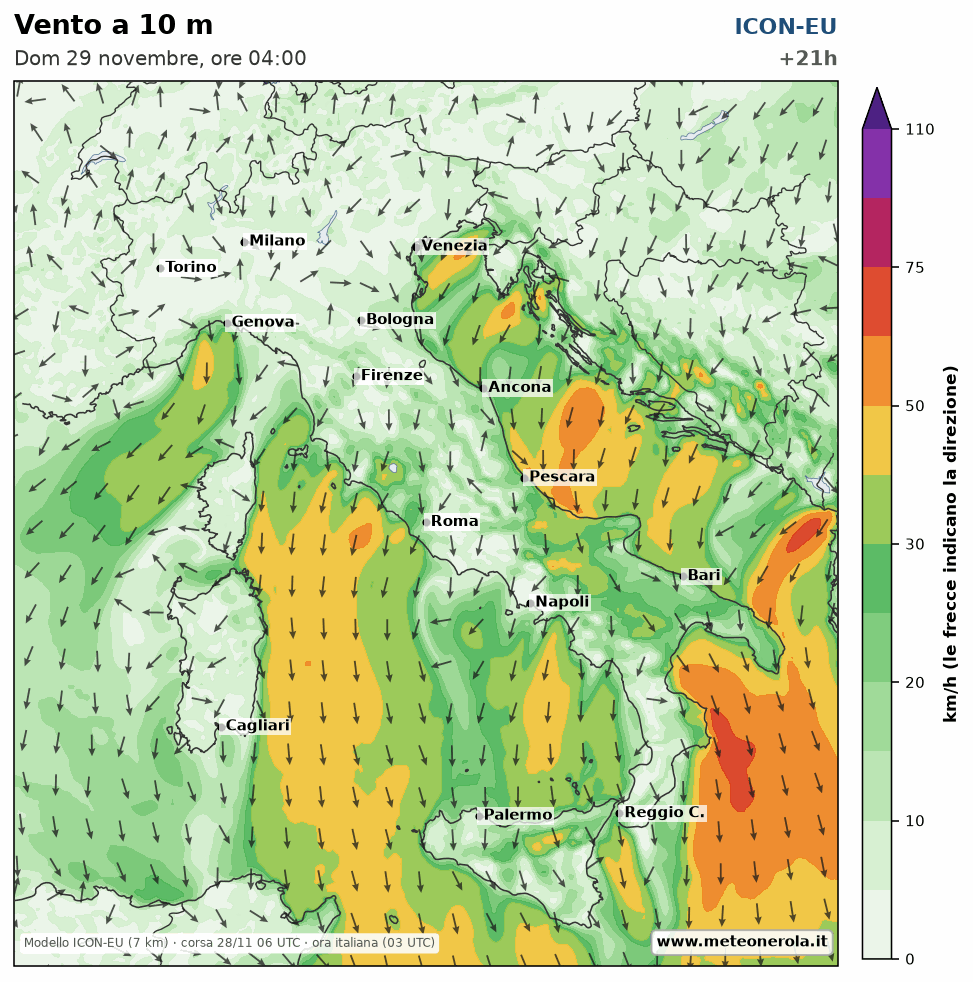 Vento a 10 m
ICON-EU
Dom 29 novembre, ore 04:00
+21h
110
75
50
30
20
10
0
km/h (le frecce indicano la direzione)
Venezia
Milano
Torino
Genova
Bologna
Firenze
Ancona
Pescara
Roma
Bari
Napoli
Cagliari
Palermo
Reggio C.
Modello ICON-EU (7 km) · corsa 28/11 06 UTC · ora italiana (03 UTC)
www.meteonerola.it